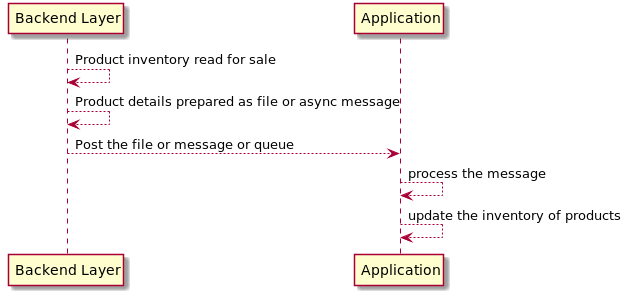 Backend Layer
Application
Product inventory read for sale
Product details prepared as file or async message
Post the file or message or queue
process the message
update the inventory of products
Backend Layer
Application